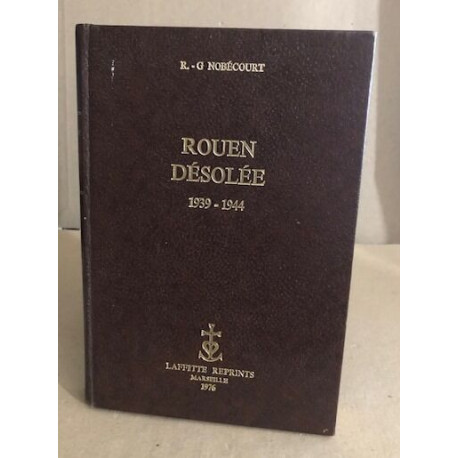 R.-G NOBÉCOURT
ROUEN
DÉSOLÉE
1939-1944
LAFFITTE REPRINTS
MARSEILLE
1976